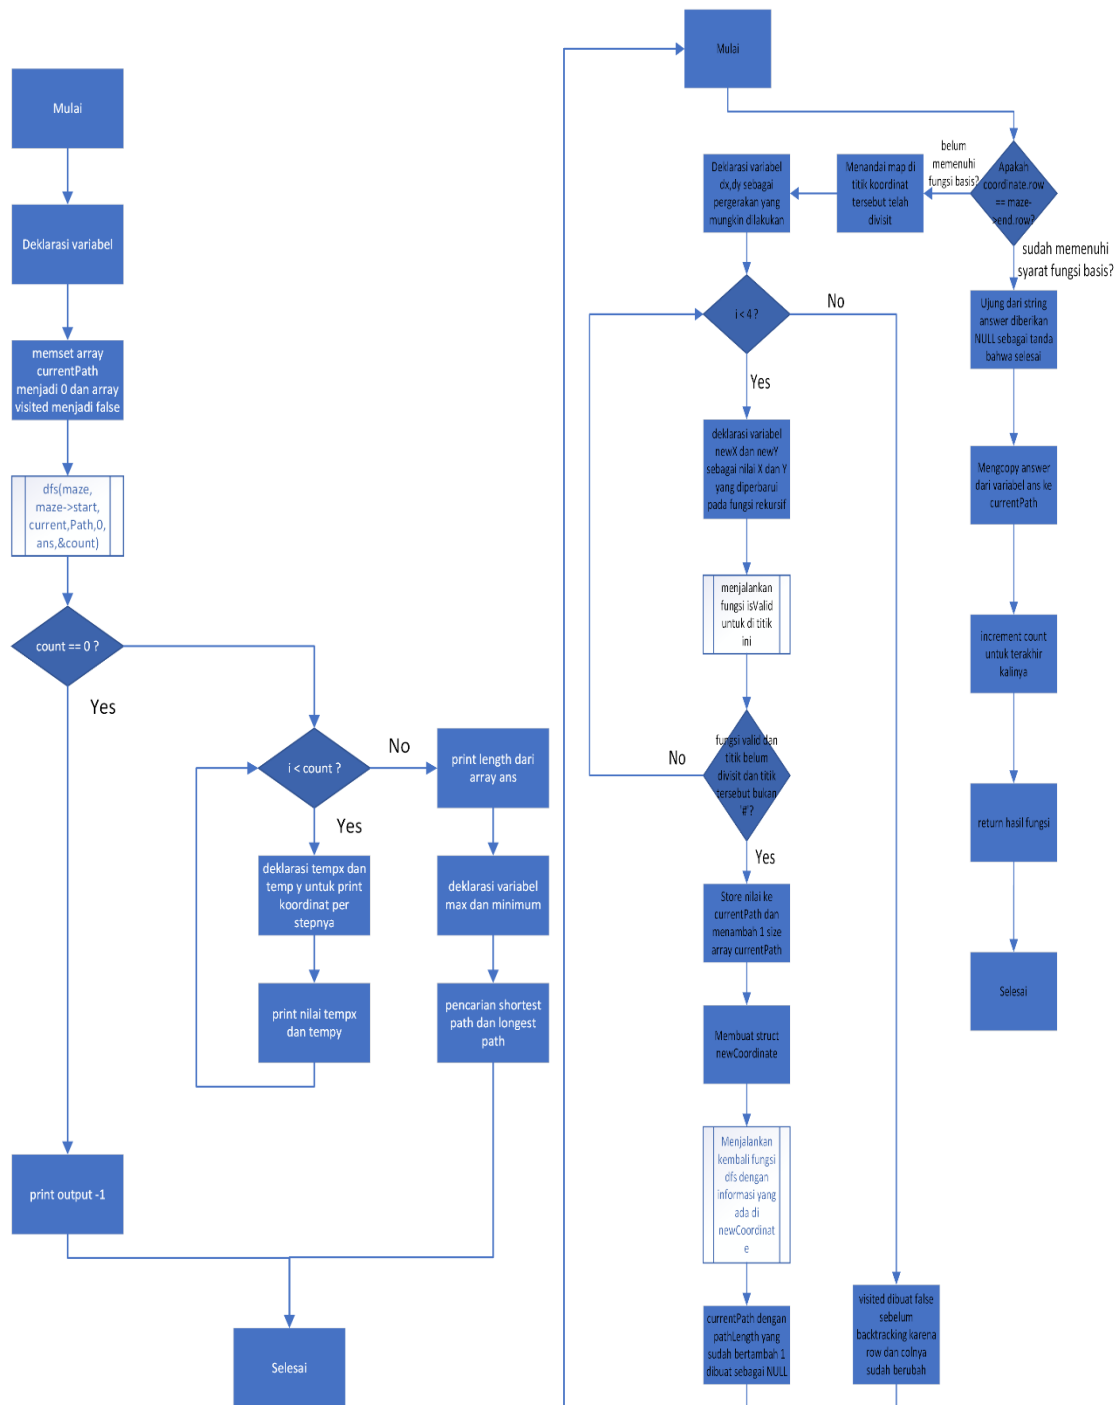 Mulai
Deklarasi variabel
memset array
currentPath
menjadi 0 dan array
visited menjadi false
dfs(maze,
maze->start,
current,Path,0,
ans,&count)
count == 0 ?
Yes
i < count ?
No
Yes
deklarasi tempx dan
temp y untuk print
koordinat per
stepnya
print nilai tempx
dan tempy
print length dari
array ans
deklarasi variabel
max dan minimum
pencarian shortest
path dan longest
path
print output -1
Selesai
Mulai
Apakah
coordinate.row
== maze-
>end.row?
belum
memenuhi
fungsi basis?
sudah memenuhi
syarat fungsi basis?
Menandai map di
titik koordinat
tersebut telah
divisit
Deklarasi variabel
dx,dy sebagai
pergerakan yang
mungkin dilakukan
i < 4 ?
No
Yes
deklarasi variabel
newX dan newY
sebagai nilai X dan Y
yang diperbarui
pada fungsi rekursif
menjalankan
fungsi isValid
untuk di titik
ini
fungsi valid dan
titik belum
divisit dan titik
tersebut bukan
'#'?
No
Yes
Store nilai ke
currentPath dan
menambah 1 size
array currentPath
Membuat struct
newCoordinate
Menjalankan
kembali fungsi
dfs dengan
informasi yang
ada di
newCoordinat
e
currentPath dengan
pathLength yang
sudah bertambah 1
dibuat sebagai NULL
visited dibuat false
sebelum
backtracking karena
row dan colnya
sudah berubah
Ujung dari string
answer diberikan
NULL sebagai tanda
bahwa selesai
Mengcopy answer
dari variabel ans ke
currentPath
increment count
untuk terakhir
kalinya
return hasil fungsi
Selesai